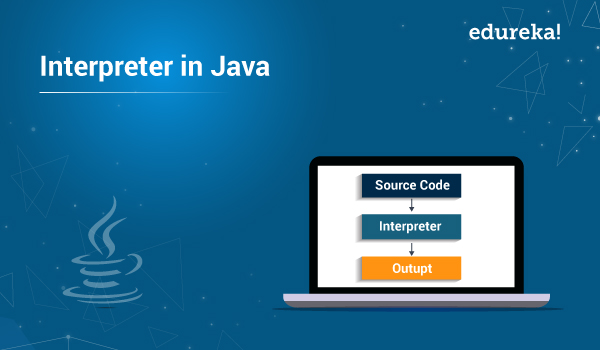 edureka!
Interpreter in Java
Source Code
Interpreter
Outupt